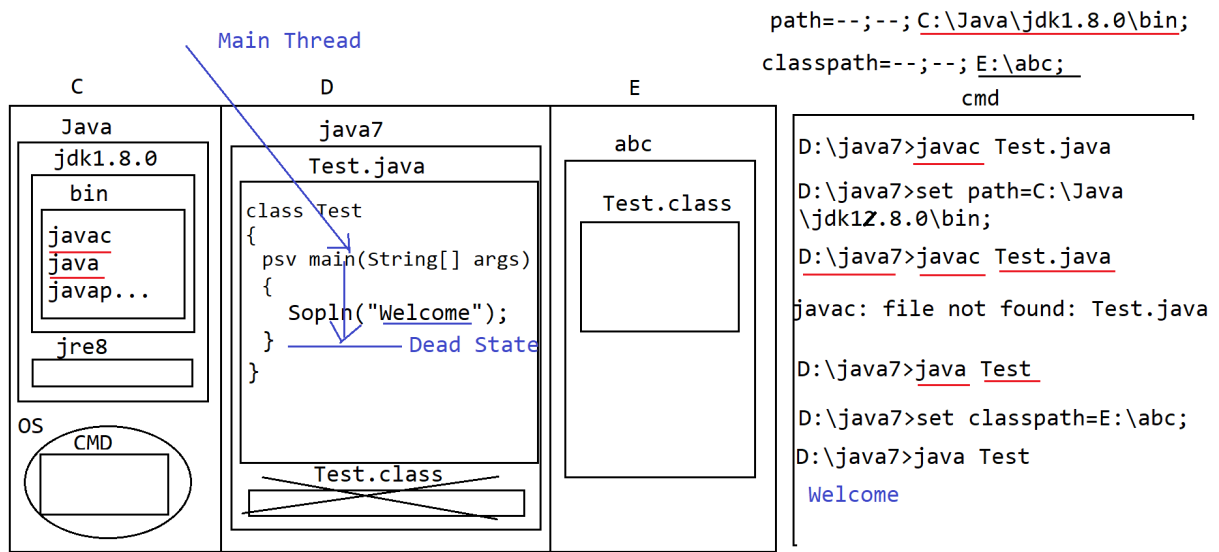 path=--;--; C:\Java\jdk1.8.0\bin;
classpath=--;--; E:\abc;
Main Thread
C
D
E
Java
jdk1.8.0
bin
javac
java
javap...
jre8
OS
CMD
java7
Test.java
class Test
{
psv main(String[] args)
{
Sopln("Welcome");
}
Dead State
}
Test.class
abc
Test.class
cmd
D:\java7>javac Test.java
D:\java7>set path=C:\Java
\jdk12.8.0\bin;
D:\java7>javac Test.java
javac: file not found: Test.java
D:\java7>java Test
D:\java7>set classpath=E:\abc;
D:\java7>java Test
Welcome